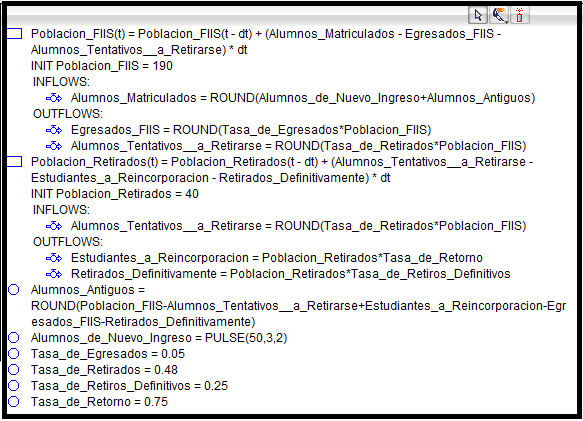 Poblacion_FIIS(t) = Poblacion_FIIS(t - dt) + (Alumnos_Matriculados - Egresados_FIIS -
Alumnos_Tentativos__a_Retirarse) * dt
INIT Poblacion_FIIS = 190
INFLOWS:
Alumnos_Matriculados = ROUND(Alumnos_de_Nuevo_Ingreso+Alumnos_Antiguos)
OUTFLOWS:
Egresados_FIIS = ROUND(Tasa_de_Egresados*Poblacion_FIIS)
Alumnos_Tentativos__a_Retirarse = ROUND(Tasa_de_Retirados*Poblacion_FIIS)
Poblacion_Retirados(t) = Poblacion_Retirados(t - dt) + (Alumnos_Tentativos__a_Retirarse -
Estudiantes_a_Reincorporacion - Retirados_Definitivamente) * dt
INIT Poblacion_Retirados = 40
INFLOWS:
Alumnos_Tentativos__a_Retirarse = ROUND(Tasa_de_Retirados*Poblacion_FIIS)
OUTFLOWS:
Estudiantes_a_Reincorporacion = Poblacion_Retirados*Tasa_de_Retorno
Retirados_Definitivamente = Poblacion_Retirados*Tasa_de_Retiros_Definitivos
Alumnos_Antiguos =
ROUND(Poblacion_FIIS-Alumnos_Tentativos__a_Retirarse+Estudiantes_a_Reincorporacion-Egr
esados_FIIS-Retirados_Definitivamente)
Alumnos_de_Nuevo_Ingreso = PULSE(50,3,2)
Tasa_de_Egresados = 0.05
Tasa_de_Retirados = 0.48
Tasa_de_Retiros_Definitivos = 0.25
Tasa_de_Retorno = 0.75